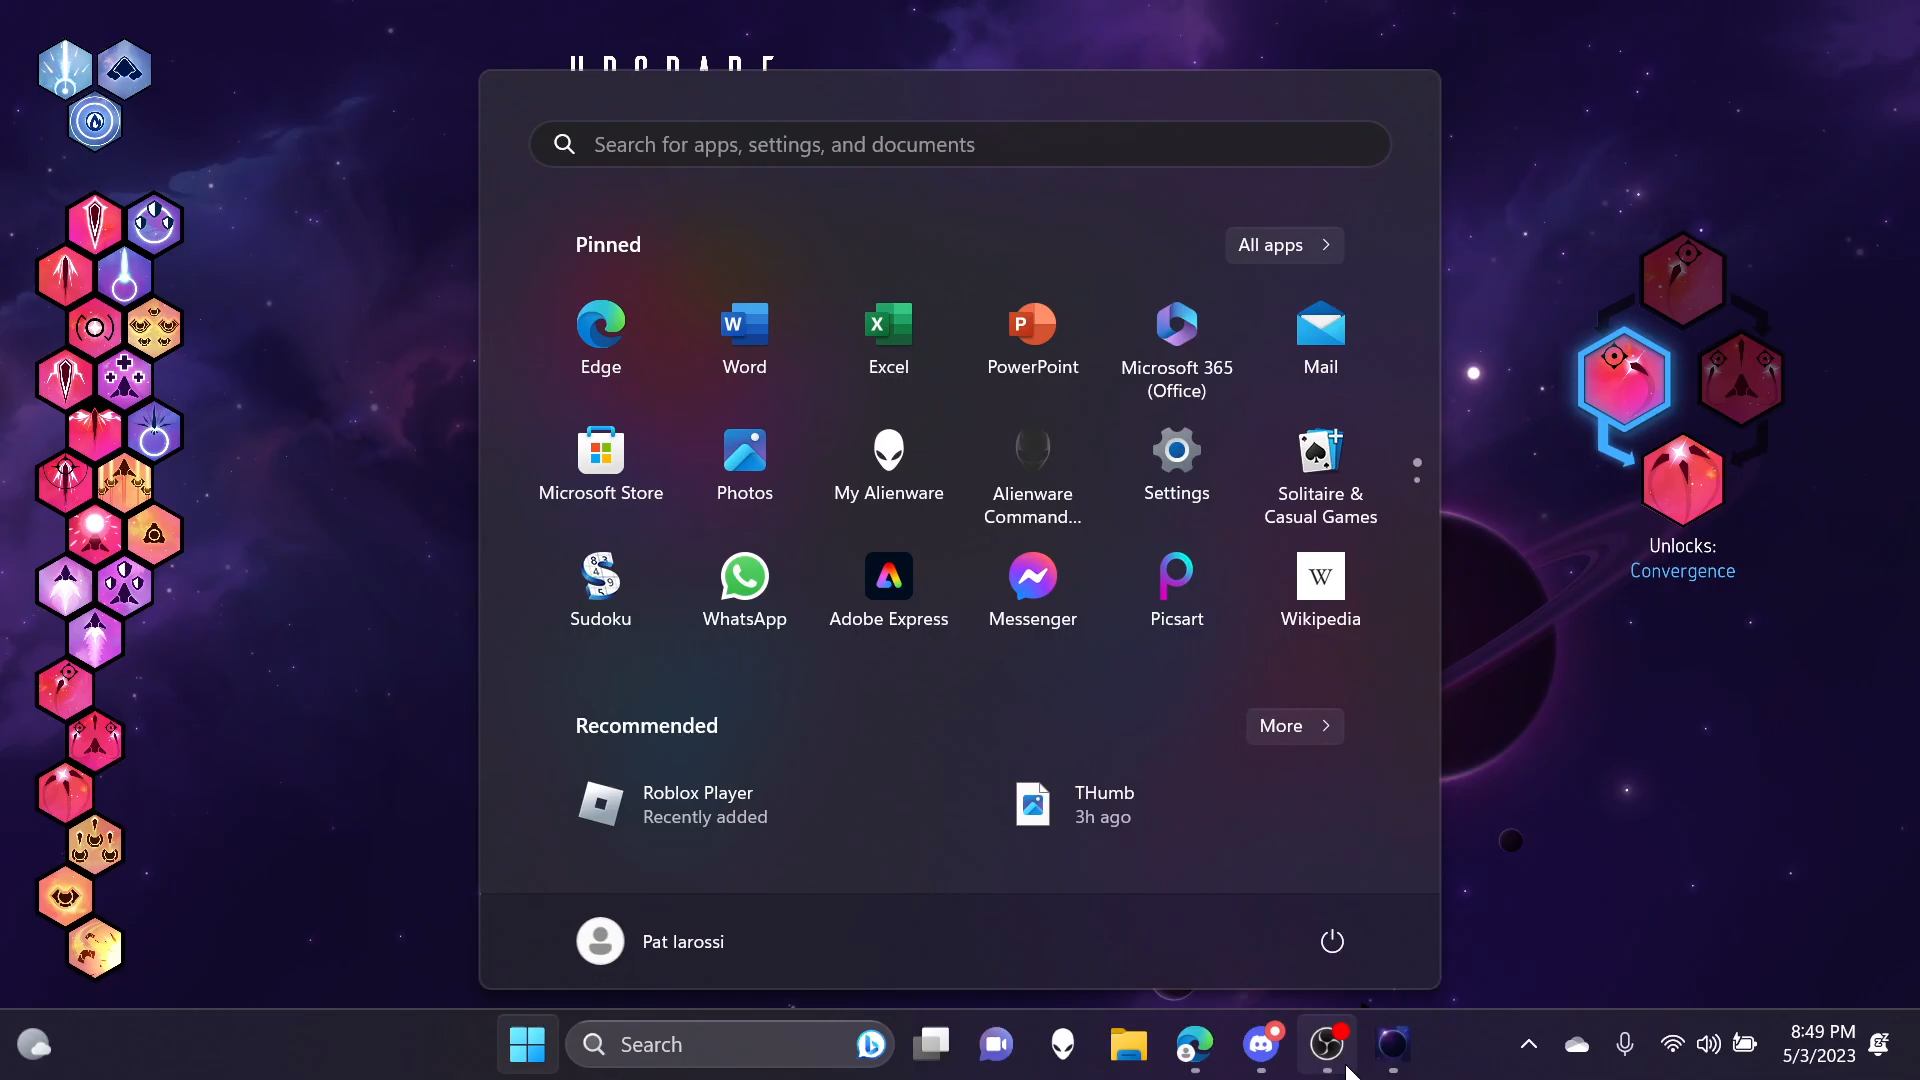 UPGRADE
Search for apps, settings, and documents
Pinned
All apps
Edge
Word
Excel
PowerPoint
Microsoft 365
(Office)
Mail
Microsoft Store
Photos
My Alienware
Alienware
Command...
Settings
Solitaire &
Casual Games
Sudoku
WhatsApp
Adobe Express
Messenger
Picsart
Wikipedia
Unlocks:
Convergence
Recommended
More
Roblox Player
Recently added
THumb
3h ago
Pat Iarossi
Search
8:49 PM
5/3/2023